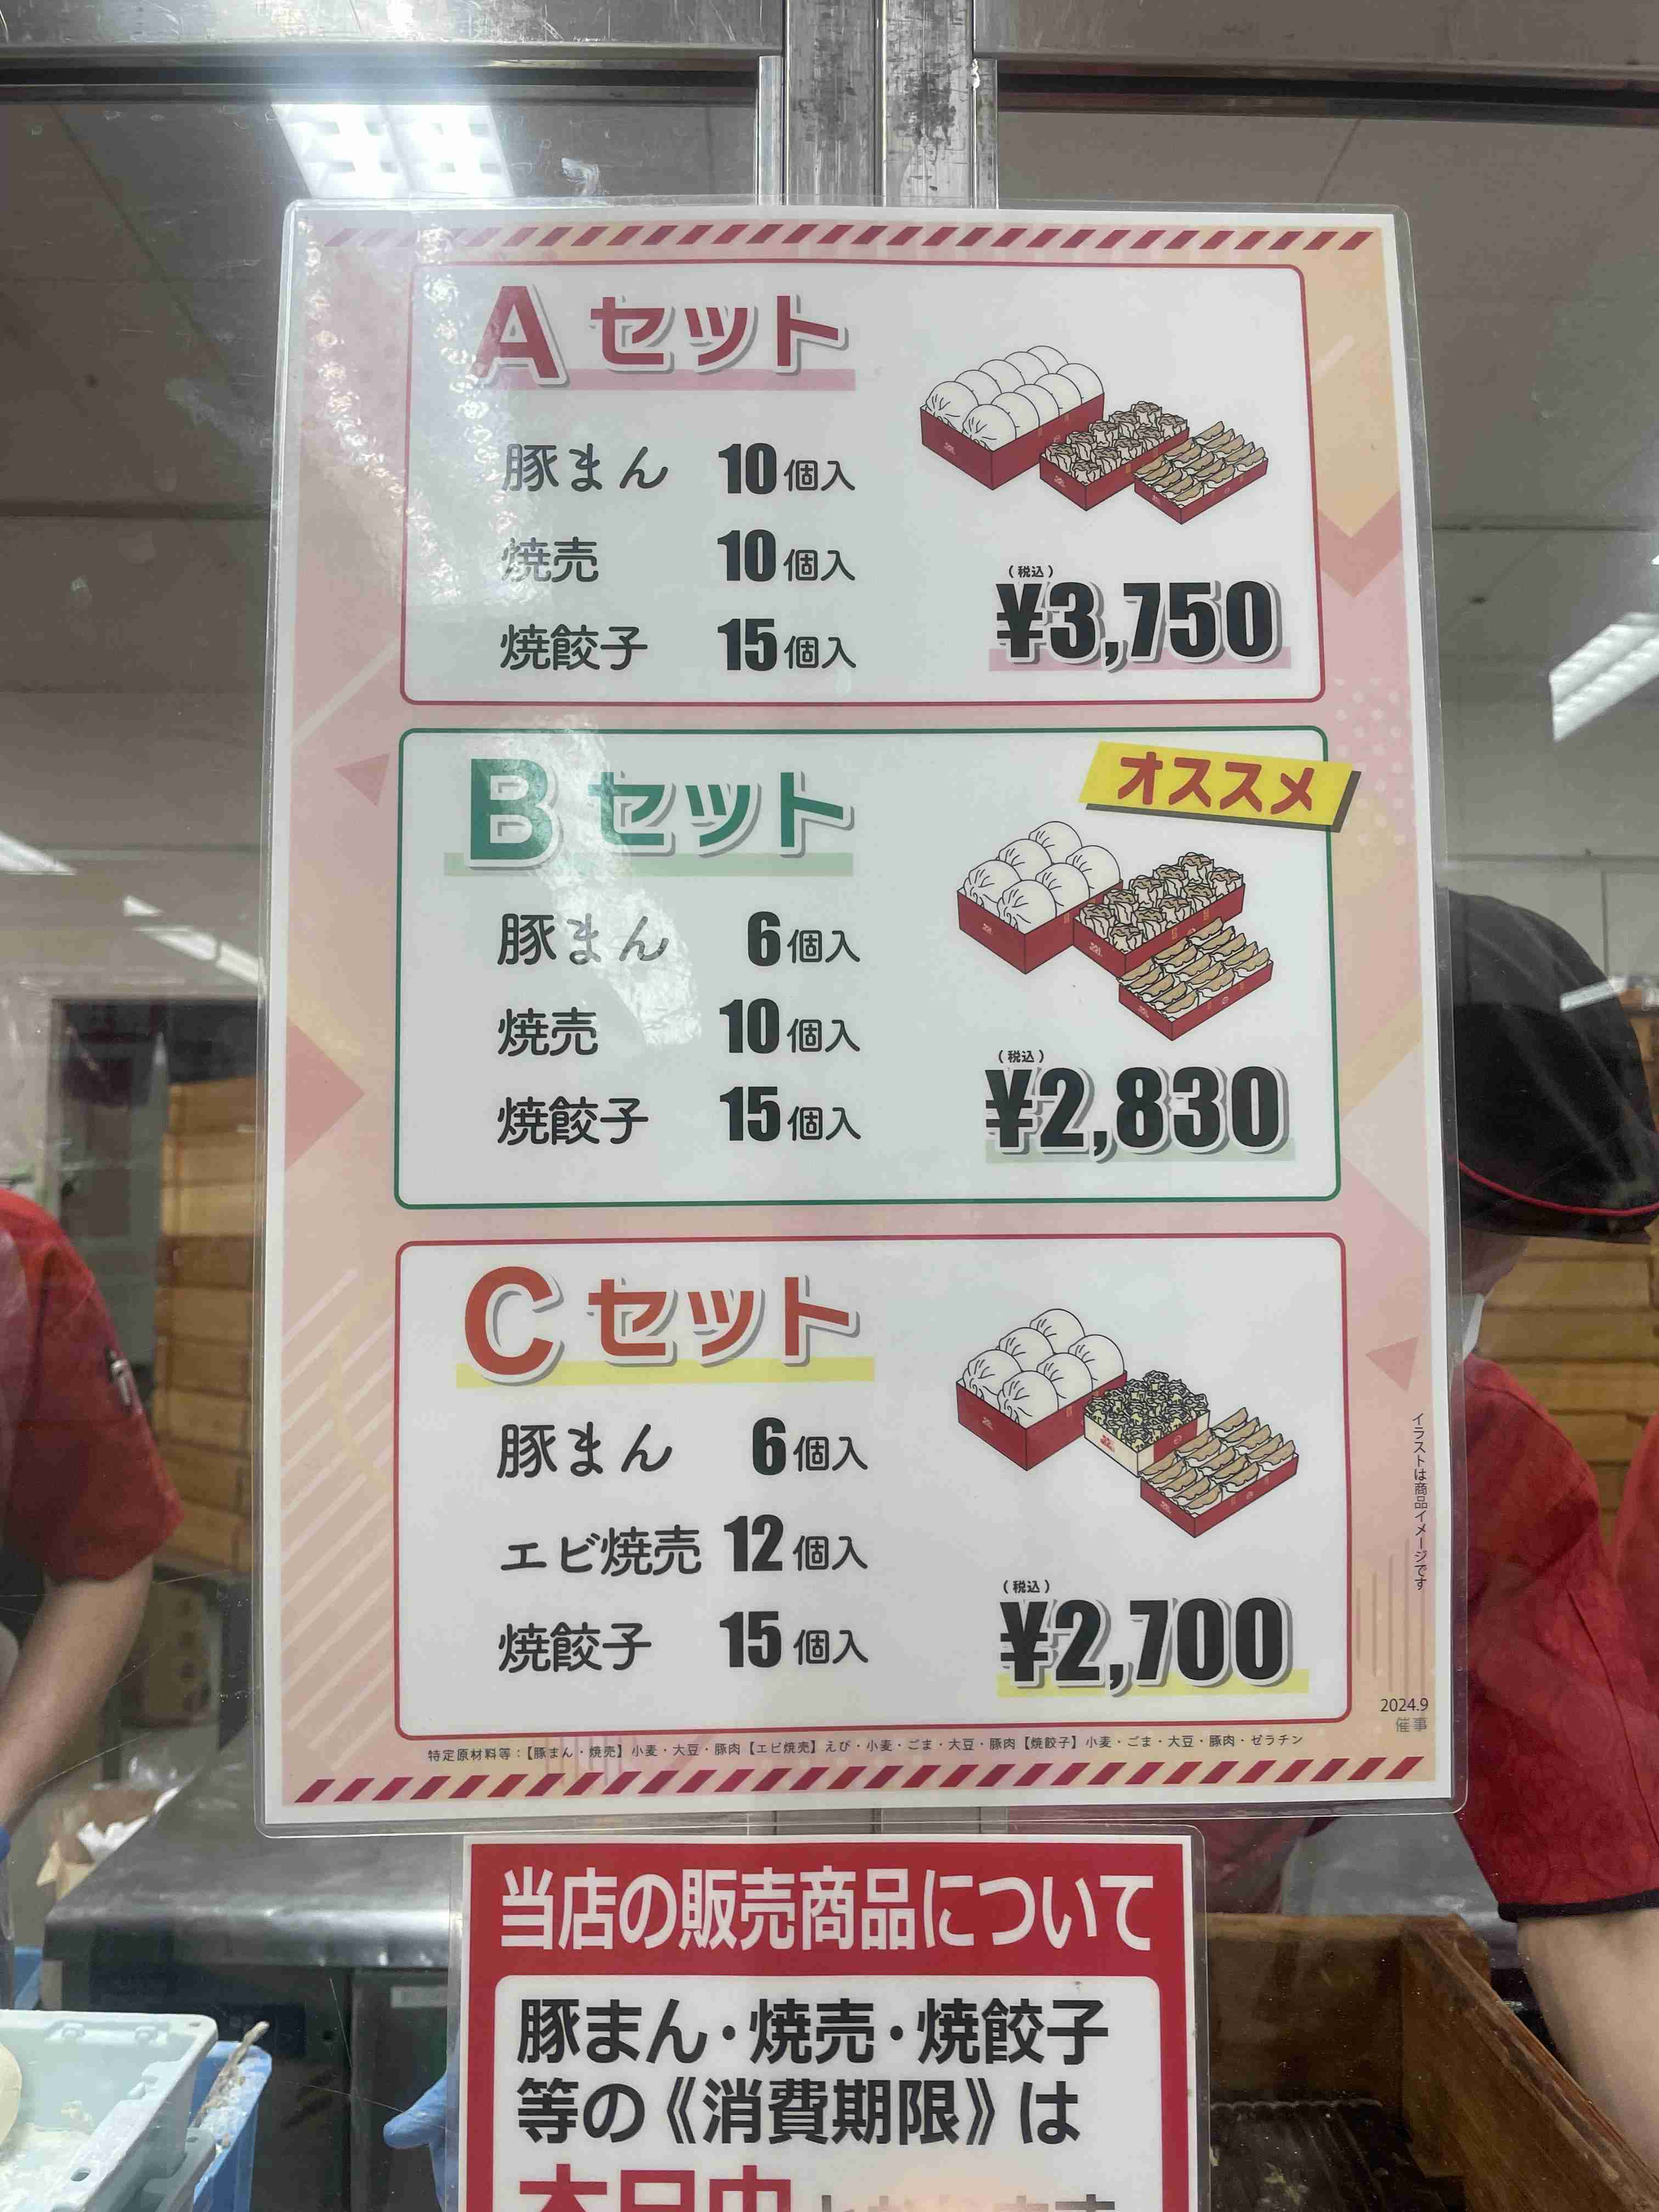 Aセット
豚まん 10個入
焼売 10個入
焼餃子 15個入
(税込)
¥3,750
Bセット
オススメ
豚まん 6個入
焼売 10個入
焼餃子 15個入
(税込)
¥2,830
Cセット
豚まん 6個入
エビ焼売 12個入
焼餃子 15個入
(税込)
¥2,700
イラストは商品イメージです
2024.9
催事
特定原材料等:【豚まん・焼売】小麦・大豆・豚肉【エビ焼売】えび・小麦・ごま・大豆・豚肉【焼餃子】小麦・ごま・大豆・豚肉・ゼラチン
当店の販売商品について
豚まん・焼売・焼餃子
等の《消費期限》は